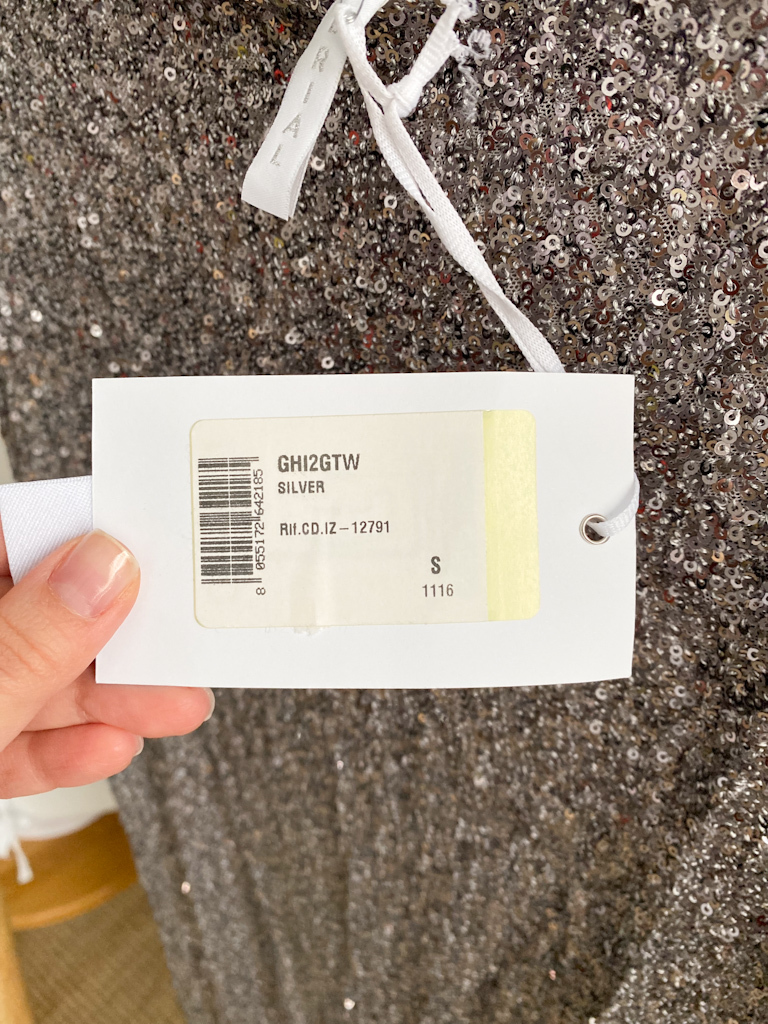 GHI2GTW
SILVER
Rif.CD.IZ-12791
S
1116
8 055172 642185